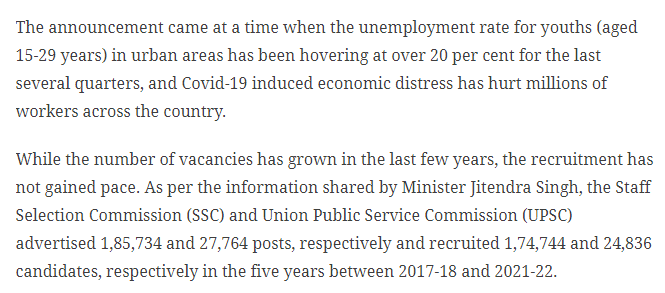 The announcement came at a time when the unemployment rate for youths (aged
15-29 years) in urban areas has been hovering at over 20 per cent for the last
several quarters, and Covid-19 induced economic distress has hurt millions of
workers across the country.
While the number of vacancies has grown in the last few years, the recruitment has
not gained pace. As per the information shared by Minister Jitendra Singh, the Staff
Selection Commission (SSC) and Union Public Service Commission (UPSC)
advertised 1,85,734 and 27,764 posts, respectively and recruited 1,74,744 and 24,836
candidates, respectively in the five years between 2017-18 and 2021-22.